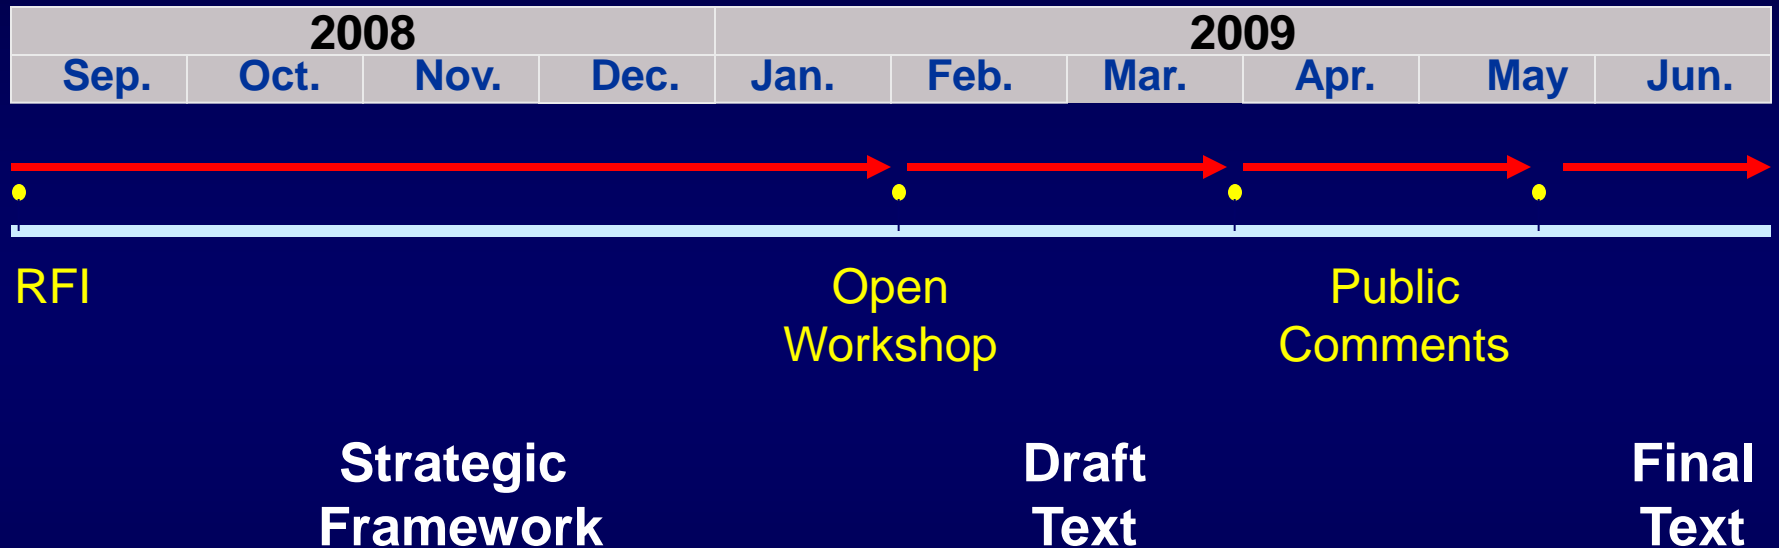 2008 2009
Sep. Oct. Nov. Dec. Jan. Feb. Mar. Apr. May Jun.
RFI Open Public
Workshop Comments
Strategic Draft Final
Framework Text Text